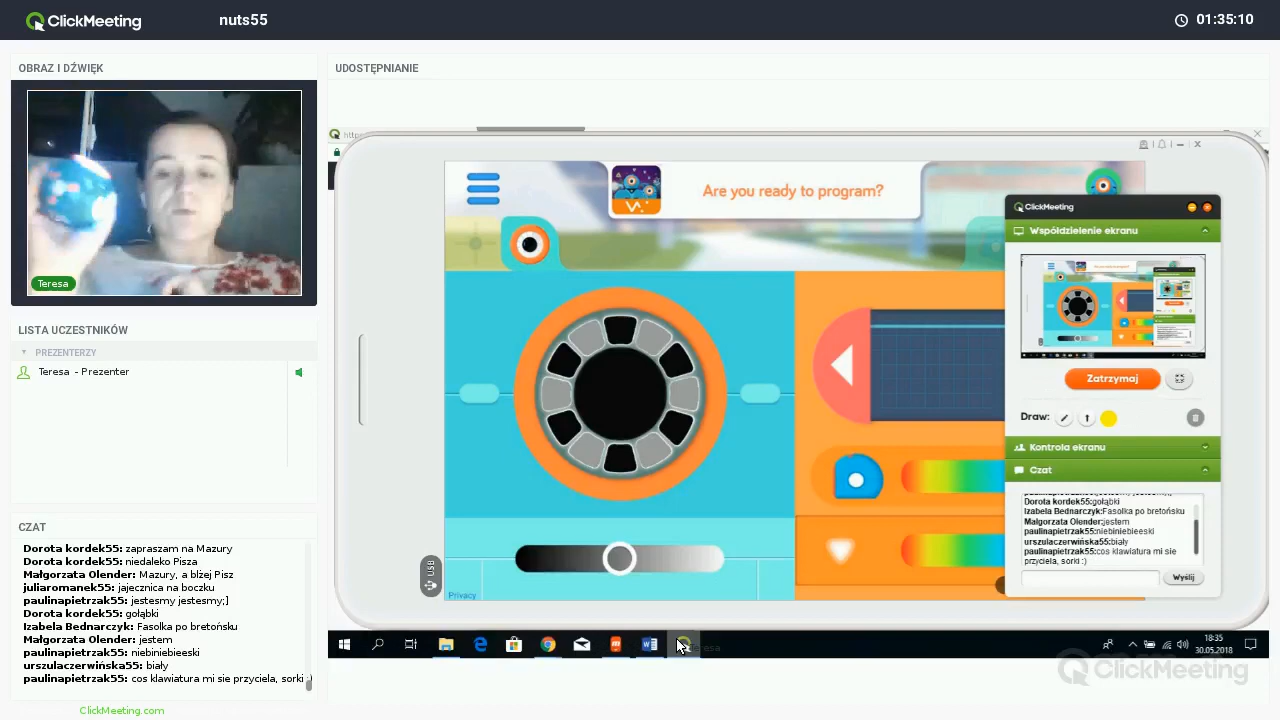 ClickMeeting
nuts55
01:35:10
OBRAZ I DŹWIĘK
UDOSTĘPNIANIE
Teresa
LISTA UCZESTNIKÓW
PREZENTERZY
Teresa - Prezenter
CZAT
Dorota kordek55: zapraszam na Mazury
Dorota kordek55: niedaleko Pisza
Małgorzata Olender: Mazury, a bliżej Pisz
juliaromanek55: jajecznica na boczku
paulinapietrzak55: jestesmy jestesmy;]
Dorota kordek55: gołąbki
Izabela Bednarczyk: Fasolka po bretońsku
Małgorzata Olender: jestem
paulinapietrzak55: niebiniebieeski
urszulaczerwińska55: biały
paulinapietrzak55: cos klawiatura mi sie przyciela, sorki :)
ClickMeeting.com
Are you ready to program?
USB
Privacy
ClickMeeting
Współdzielenie ekranu
Zatrzymaj
Draw:
Kontrola ekranu
Czat
Dorota kordek55:gołąbki
Izabela Bednarczyk:Fasolka po bretońsku
Małgorzata Olender:jestem
paulinapietrzak55:niebiniebieeski
urszulaczerwińska55:biały
paulinapietrzak55:cos klawiatura mi sie
przyciela, sorki :)
Wyślij
Teresa
18:35
30.05.2018
ClickMeeting